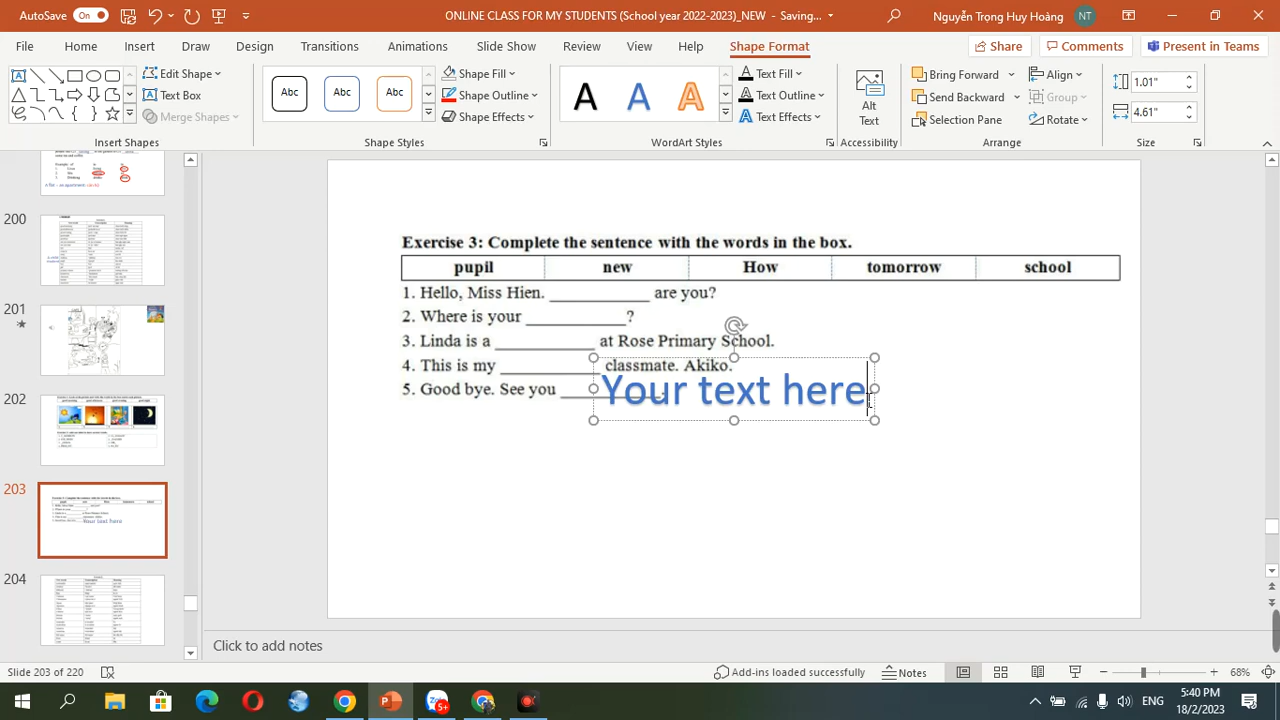 AutoSave On
ONLINE CLASS FOR MY STUDENTS (School year 2022-2023)_NEW - Saving...
Nguyễn Trọng Huy Hoàng NT
File Home Insert Draw Design Transitions Animations Slide Show Review View Help Shape Format
Share Comments Present in Teams
Edit Shape
Text Box
Merge Shapes
Insert Shapes
Abc Abc Abc
Shape Fill
Shape Outline
Shape Effects
Shape Styles
A A A
Text Fill
Text Outline
Text Effects
WordArt Styles
Alt
Text
Accessibility
Bring Forward
Send Backward
Selection Pane
Align
Group
Rotate
Arrange
1.01"
4.61"
Size
200
201
202
203
204
Exercise 3: Complete the sentence with the words in the box.
pupil new How tomorrow school
1. Hello, Miss Hien. ___________ are you?
2. Where is your ___________?
3. Linda is a ___________ at Rose Primary School.
4. This is my ___________ classmate. Akiko.
5. Good bye. See you ___________
Your text here
Click to add notes
Slide 203 of 220
Add-ins loaded successfully
Notes
68%
5+
ENG
5:40 PM
18/2/2023